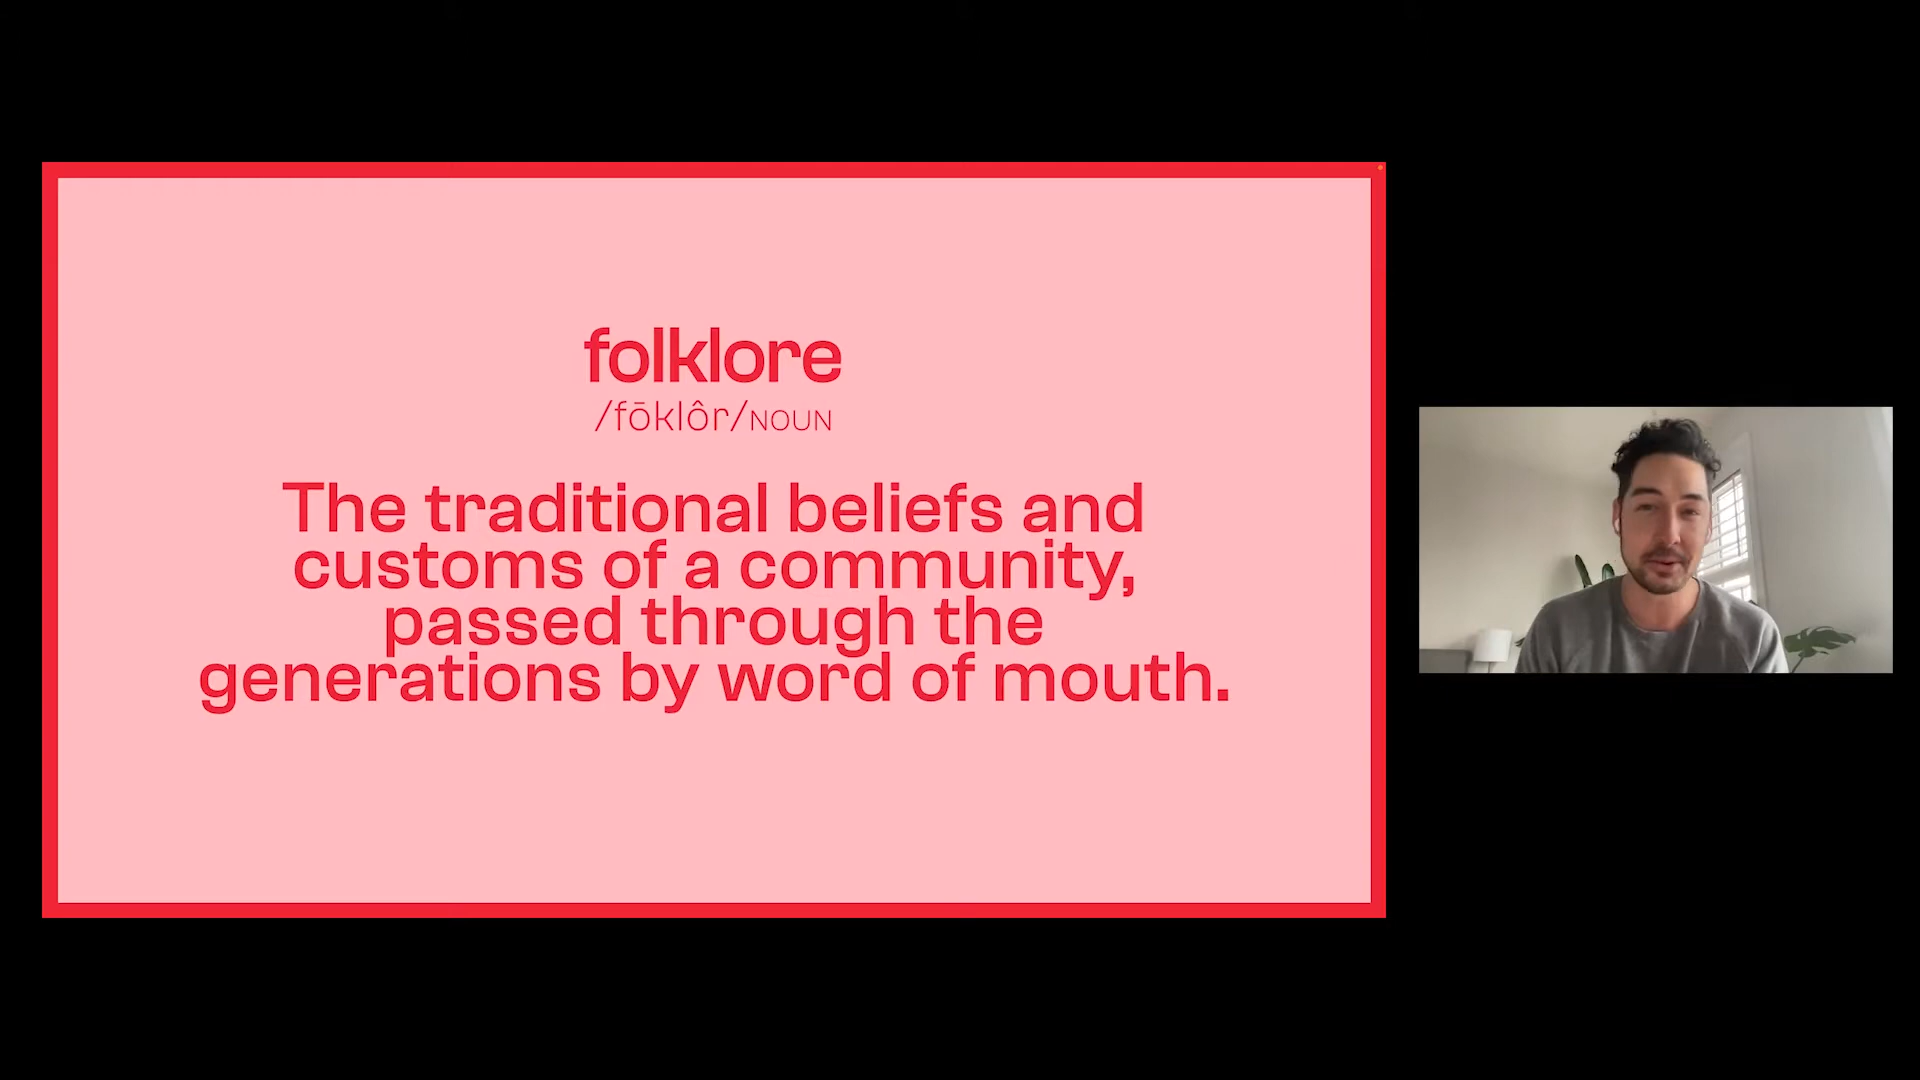 folklore
/fōklôr/NOUN
The traditional beliefs and
customs of a community,
passed through the
generations by word of mouth.